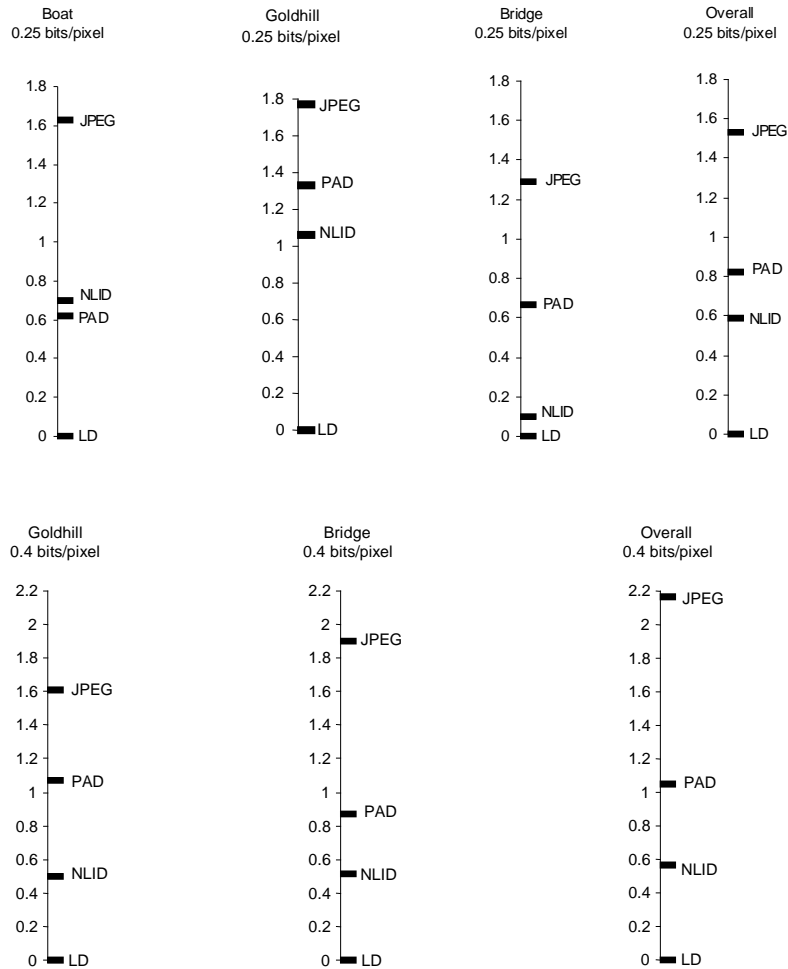 Boat
0.25 bits/pixel
1.8
1.6
1.4
1.2
1
0.8
0.6
0.4
0.2
0
JPEG
NLID
PAD
LD
Goldhill
0.25 bits/pixel
1.8
1.6
1.4
1.2
1
0.8
0.6
0.4
0.2
0
JPEG
PAD
NLID
LD
Bridge
0.25 bits/pixel
1.8
1.6
1.4
1.2
1
0.8
0.6
0.4
0.2
0
JPEG
PAD
NLID
LD
Overall
0.25 bits/pixel
1.8
1.6
1.4
1.2
1
0.8
0.6
0.4
0.2
0
JPEG
PAD
NLID
LD
Goldhill
0.4 bits/pixel
2.2
2
1.8
1.6
1.4
1.2
1
0.8
0.6
0.4
0.2
0
JPEG
PAD
NLID
LD
Bridge
0.4 bits/pixel
2.2
2
1.8
1.6
1.4
1.2
1
0.8
0.6
0.4
0.2
0
JPEG
PAD
NLID
LD
Overall
0.4 bits/pixel
2.2
2
1.8
1.6
1.4
1.2
1
0.8
0.6
0.4
0.2
0
JPEG
PAD
NLID
LD